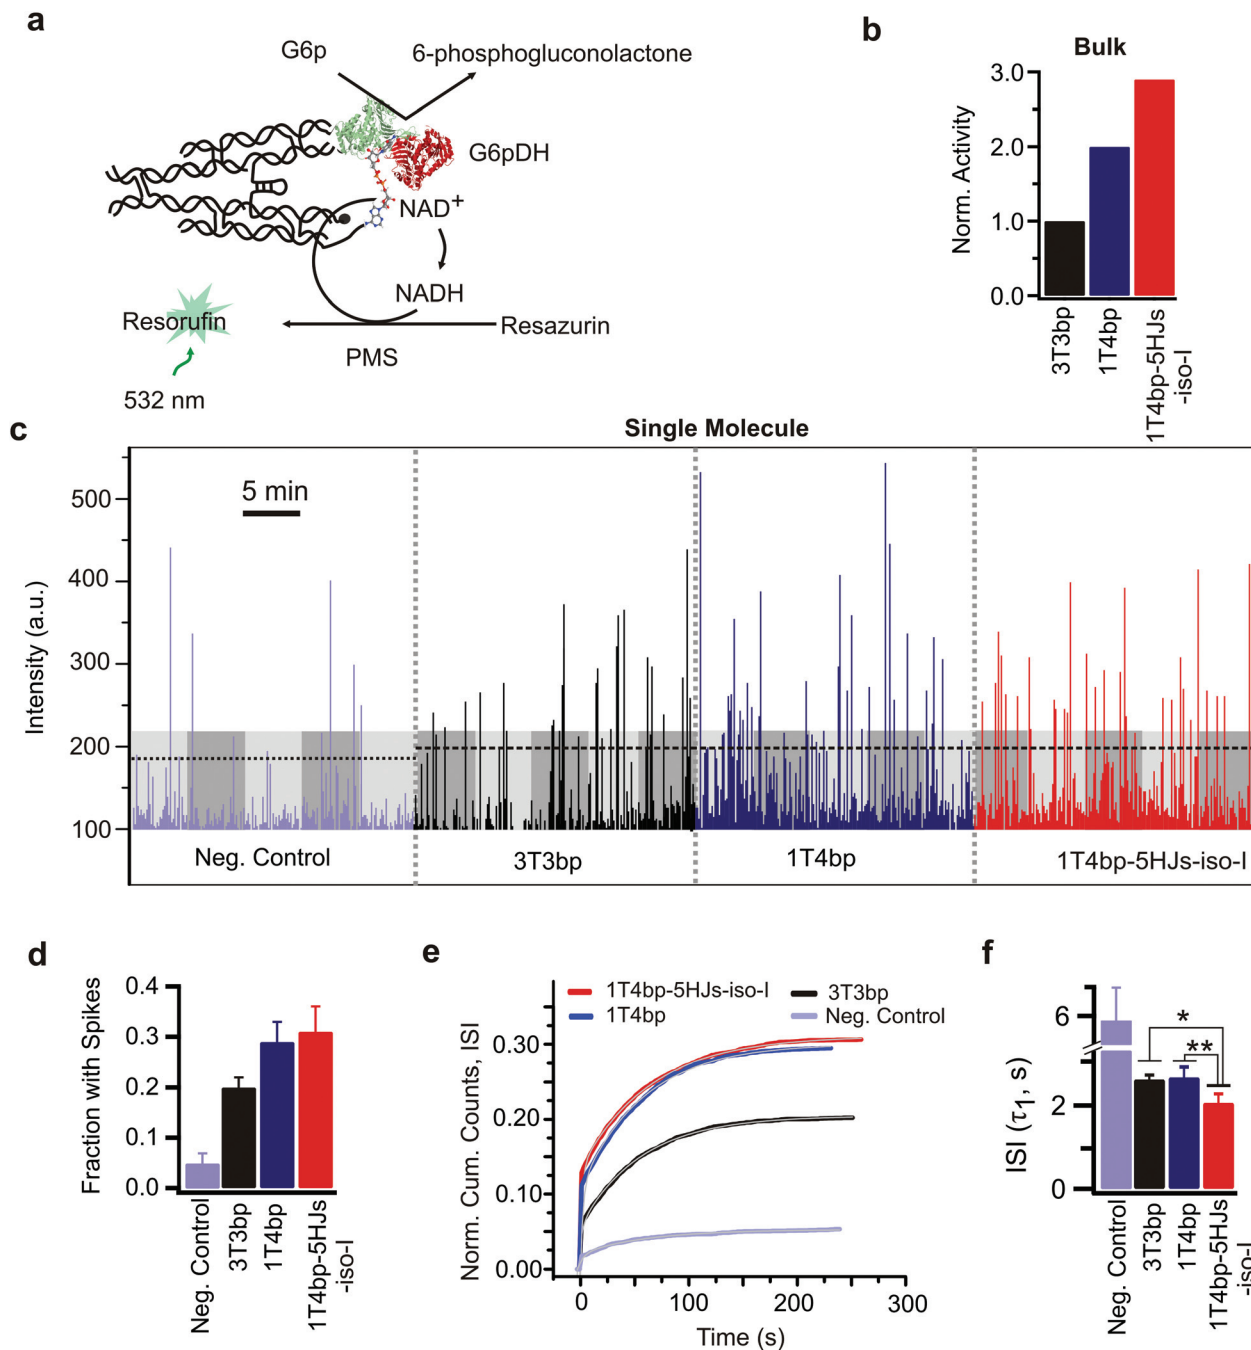 a
G6p
6-phosphogluconolactone
G6pDH
NAD+
NADH
Resorufin
Resazurin
PMS
532 nm
b
Bulk
Norm. Activity
3.0
2.0
1.0
0.0
3T3bp
1T4bp
1T4bp-5HJs
-iso-I
c
Single Molecule
Intensity (a.u.)
500
400
300
200
100
5 min
Neg. Control
3T3bp
1T4bp
1T4bp-5HJs-iso-I
d
Fraction with Spikes
0.4
0.3
0.2
0.1
0.0
Neg. Control
3T3bp
1T4bp
1T4bp-5HJs
-iso-I
e
1T4bp-5HJs-iso-I
1T4bp
3T3bp
Neg. Control
Norm. Cum. Counts, ISI
0.30
0.20
0.10
0.00
0
100
200
300
Time (s)
f
ISI (τ1, s)
6
2
0
*
**
Neg. Control
3T3bp
1T4bp
1T4bp-5HJs
-iso-I